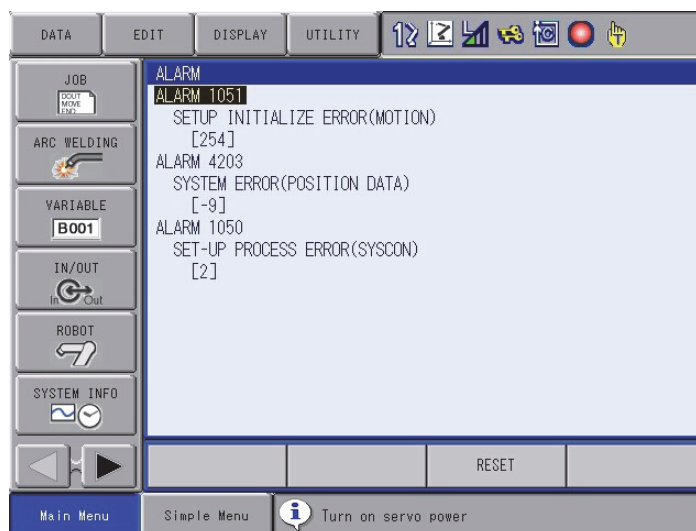 DATA
EDIT
DISPLAY
UTILITY
JOB
DOUT
MOVE
END
ARC WELDING
VARIABLE
B001
IN/OUT
In Out
ROBOT
SYSTEM INFO
ALARM
ALARM 1051
SETUP INITIALIZE ERROR(MOTION)
[254]
ALARM 4203
SYSTEM ERROR(POSITION DATA)
[-9]
ALARM 1050
SET-UP PROCESS ERROR(SYSCON)
[2]
RESET
Main Menu
Simple Menu
Turn on servo power